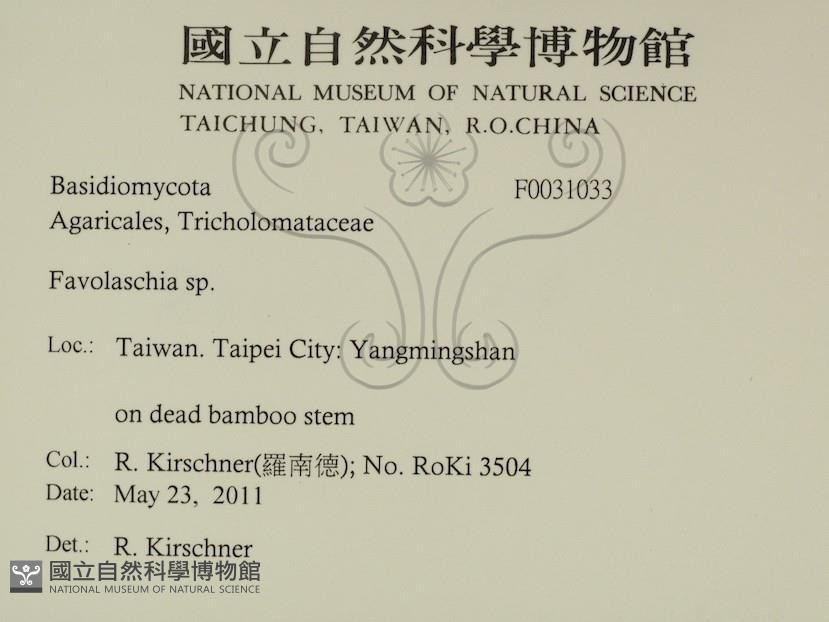 國立自然科學博物館
NATIONAL MUSEUM OF NATURAL SCIENCE
TAICHUNG, TAIWAN, R.O.CHINA
Basidiomycota F0031033
Agaricales, Tricholomataceae
Favolaschia sp.
Loc.: Taiwan. Taipei City: Yangmingshan
on dead bamboo stem
Col.: R. Kirschner(羅南德); No. RoKi 3504
Date: May 23, 2011
Det.: R. Kirschner
國立自然科學博物館
NATIONAL MUSEUM OF NATURAL SCIENCE